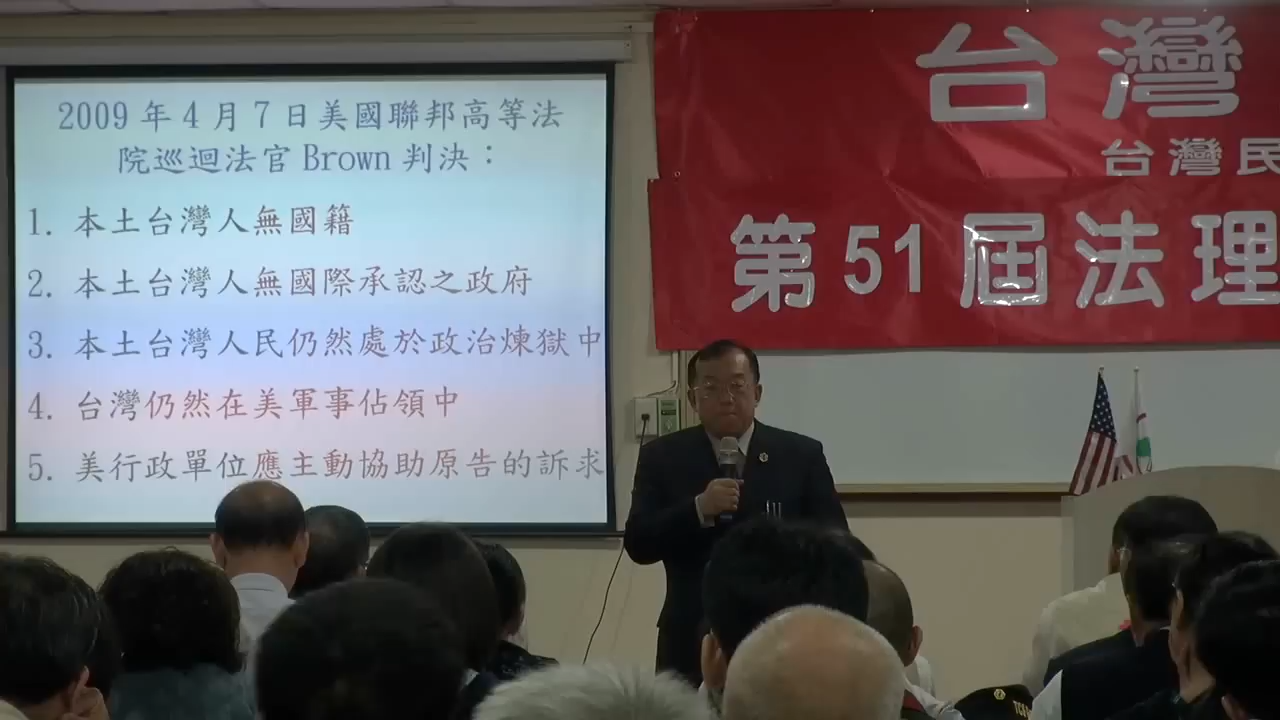 2009 年 4 月 7 日美國聯邦高等法
院巡迴法官 Brown 判決：
1. 本土台灣人無國籍
2. 本土台灣人無國際承認之政府
3. 本土台灣人民仍然處於政治煉獄中
4. 台灣仍然在美軍事佔領中
5. 美行政單位應主動協助原告的訴求
台灣
台灣民
第51屆法理